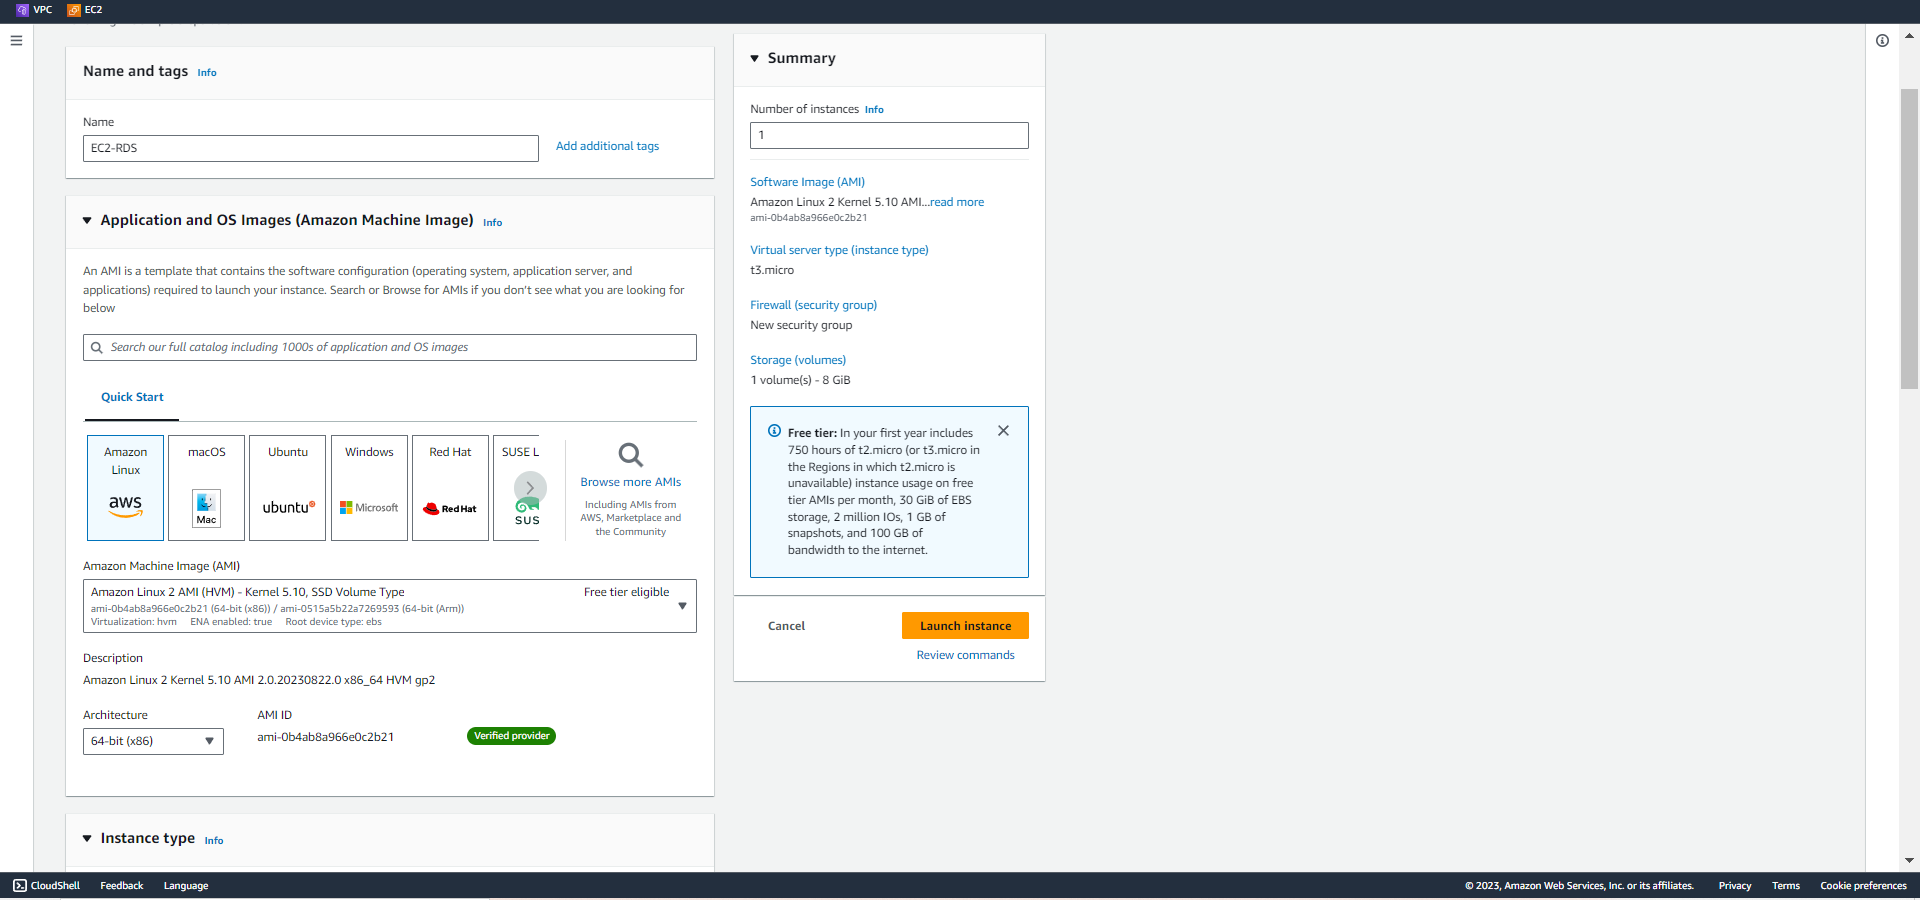 VPC EC2
Name and tags Info
Name
EC2-RDS
Add additional tags
Application and OS Images (Amazon Machine Image) Info
An AMI is a template that contains the software configuration (operating system, application server, and
applications) required to launch your instance. Search or Browse for AMIs if you don't see what you are looking for
below
Search our full catalog including 1000s of application and OS images
Quick Start
Amazon
Linux
aws
macOS
Mac
Ubuntu
ubuntu
Windows
Microsoft
Red Hat
Red Hat
SUSE L
SUS
Browse more AMIs
Including AMIs from
AWS, Marketplace and
the Community
Amazon Machine Image (AMI)
Amazon Linux 2 AMI (HVM) - Kernel 5.10, SSD Volume Type
Free tier eligible
ami-0b4ab8a966e0c2b21 (64-bit (x86)) / ami-0515a5b22a7269593 (64-bit (Arm))
Virtualization: hvm ENA enabled: true Root device type: ebs
Description
Amazon Linux 2 Kernel 5.10 AMI 2.0.20230822.0 x86_64 HVM gp2
Architecture
64-bit (x86)
AMI ID
ami-0b4ab8a966e0c2b21
Verified provider
Instance type Info
Summary
Number of instances Info
1
Software Image (AMI)
Amazon Linux 2 Kernel 5.10 AMI...read more
ami-0b4ab8a966e0c2b21
Virtual server type (instance type)
t3.micro
Firewall (security group)
New security group
Storage (volumes)
1 volume(s) - 8 GiB
Free tier: In your first year includes
750 hours of t2.micro (or t3.micro in
the Regions in which t2.micro is
unavailable) instance usage on free
tier AMIs per month, 30 GiB of EBS
storage, 2 million IOs, 1 GB of
snapshots, and 100 GB of
bandwidth to the internet.
Cancel
Launch instance
Review commands
CloudShell Feedback Language
© 2023, Amazon Web Services, Inc. or its affiliates. Privacy Terms Cookie preferences